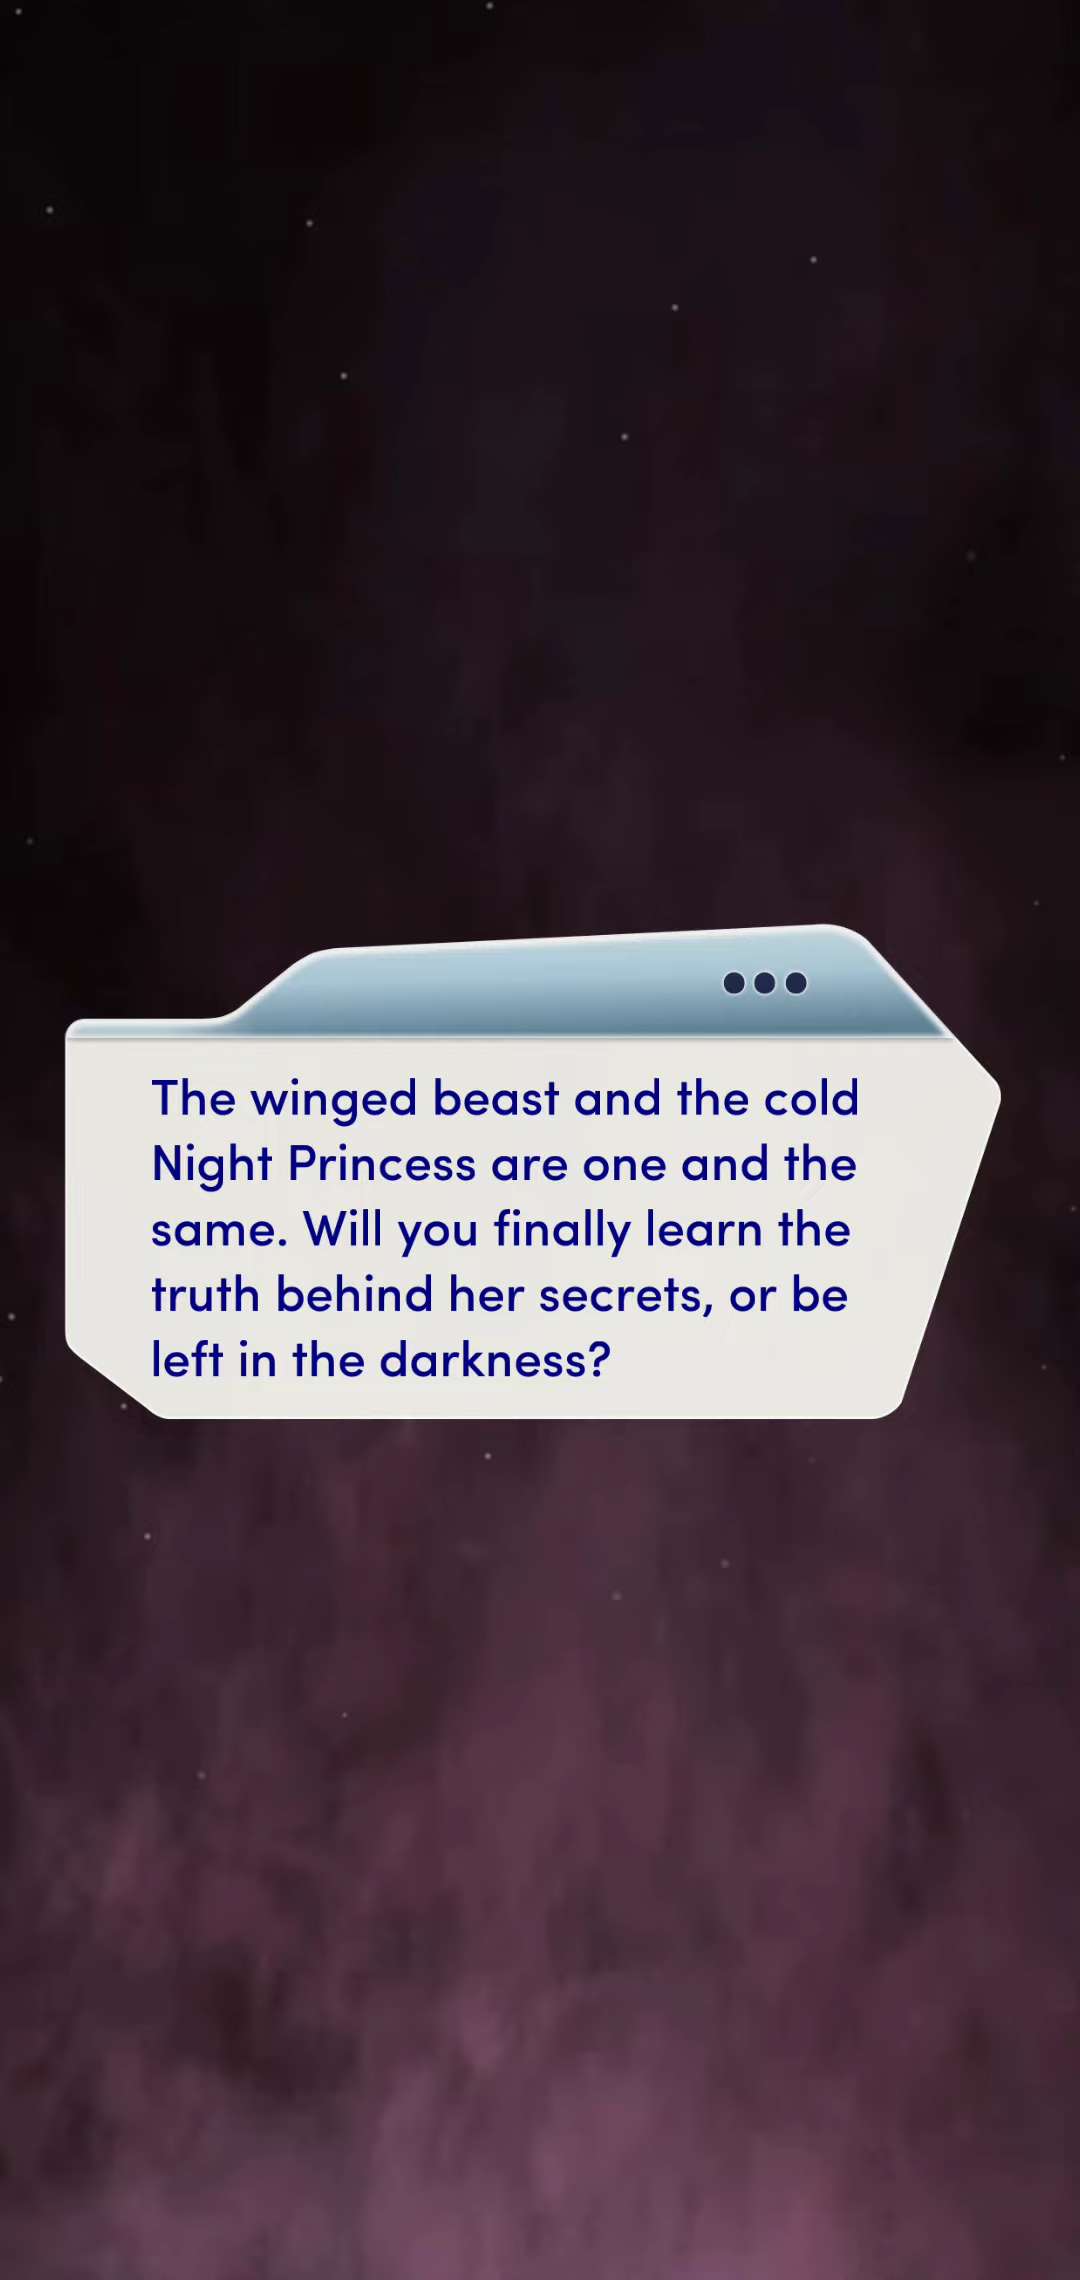 The winged beast and the cold
Night Princess are one and the
same. Will you finally learn the
truth behind her secrets, or be
left in the darkness?